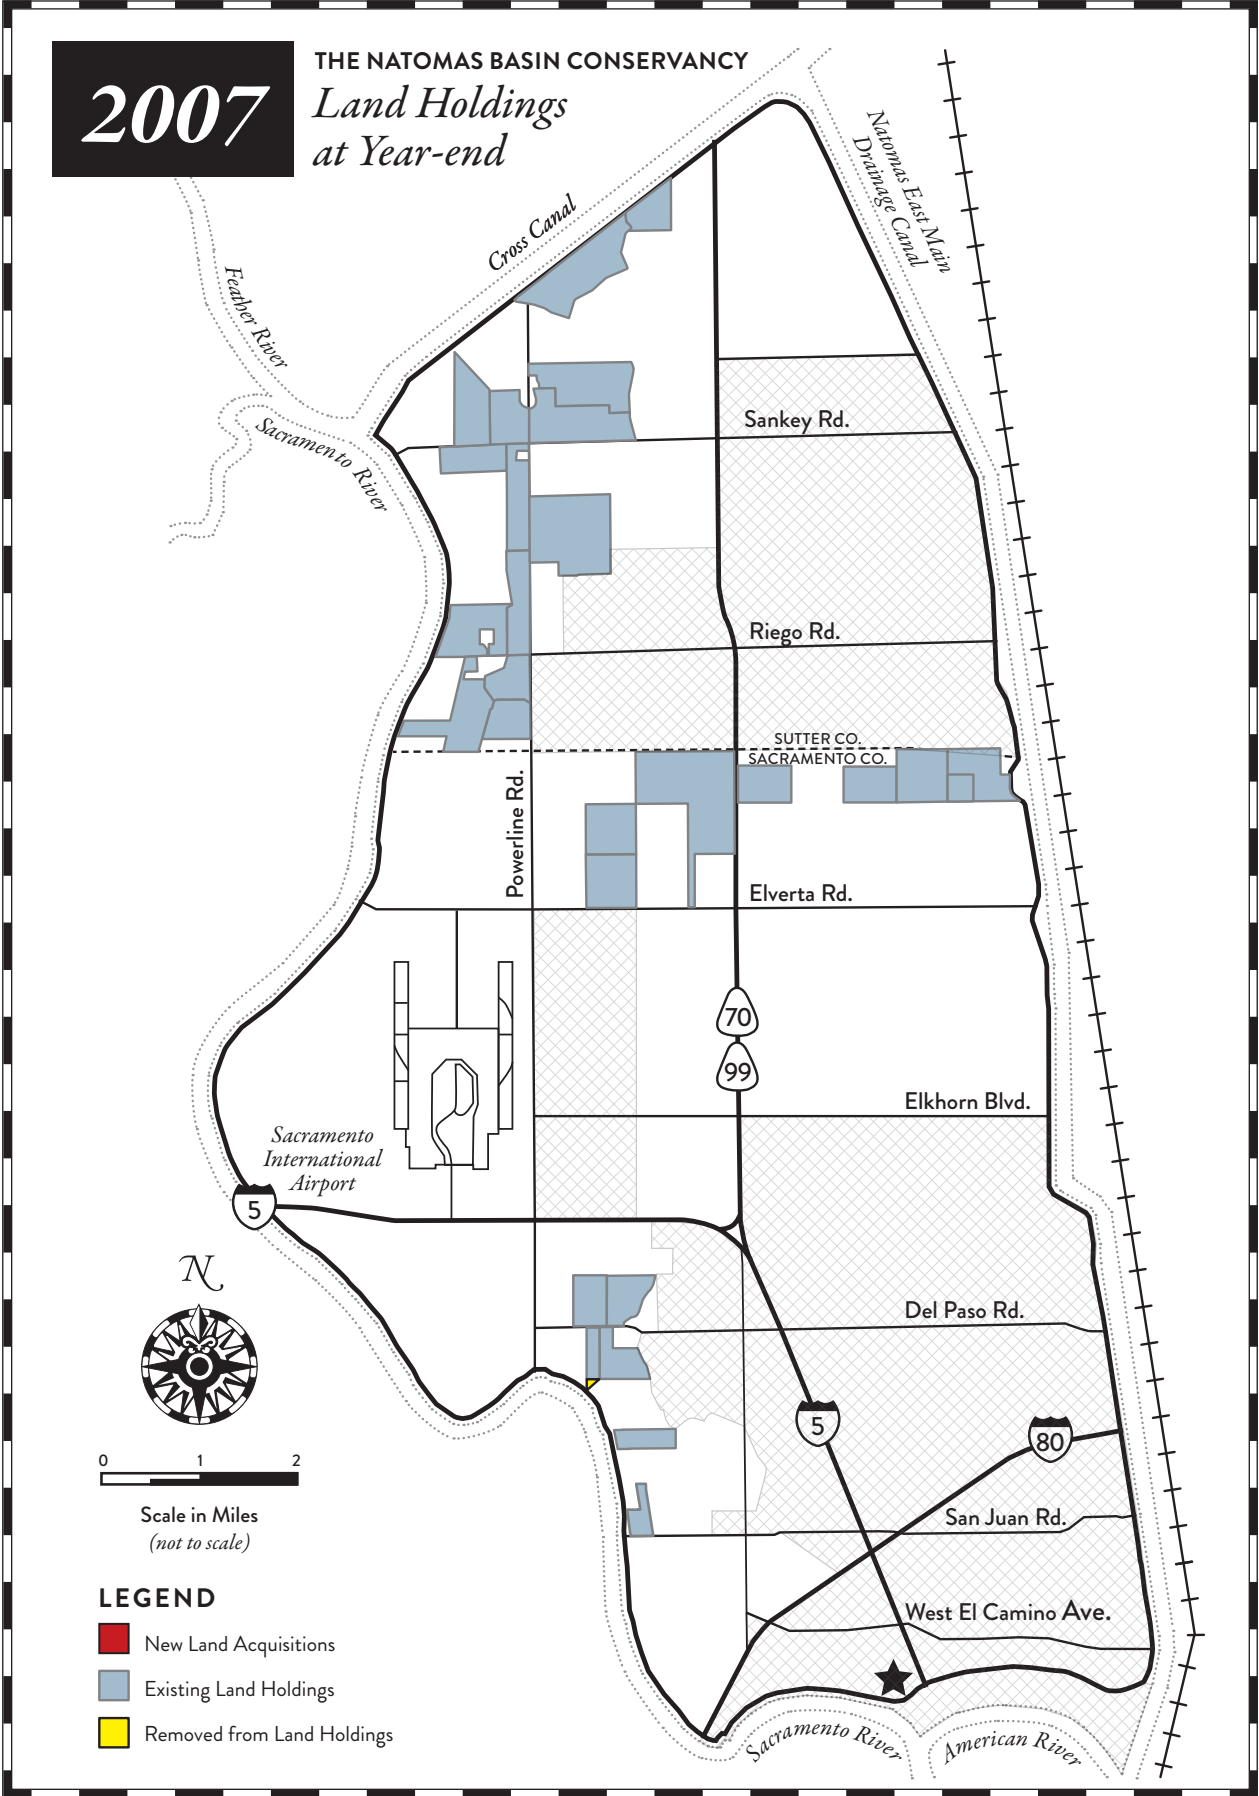 2007
THE NATOMAS BASIN CONSERVANCY
Land Holdings
at Year-end
Natomas East Main
Drainage Canal
Cross Canal
Feather River
Sacramento River
Sankey Rd.
Riego Rd.
SUTTER CO.
SACRAMENTO CO.
Powerline Rd.
Elverta Rd.
70
99
Elkhorn Blvd.
Sacramento
International
Airport
5
N
Del Paso Rd.
5
80
0 1 2
Scale in Miles
(not to scale)
San Juan Rd.
West El Camino Ave.
LEGEND
New Land Acquisitions
Existing Land Holdings
Removed from Land Holdings
Sacramento River
American River